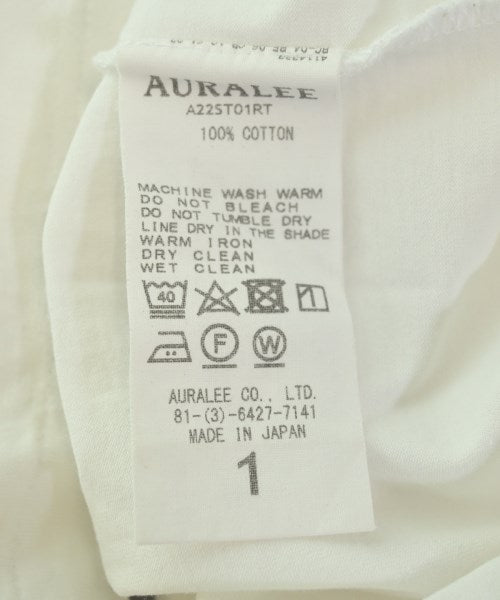 AURALEE
A22ST01RT
100% COTTON
MACHINE WASH WARM
DO NOT BLEACH
DO NOT TUMBLE DRY
LINE DRY IN THE SHADE
WARM IRON
DRY CLEAN
WET CLEAN
40
F W
AURALEE CO., LTD.
81-(3)-6427-7141
MADE IN JAPAN
1